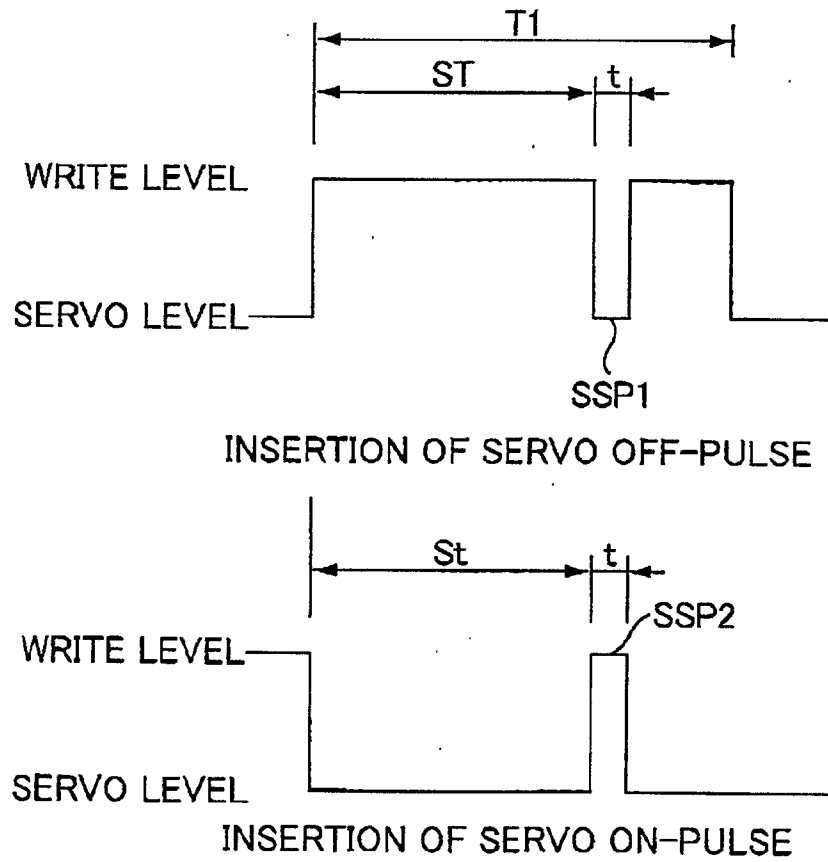 T1
ST t
WRITE LEVEL
SERVO LEVEL
SSP1
INSERTION OF SERVO OFF-PULSE
St t
SSP2
WRITE LEVEL
SERVO LEVEL
INSERTION OF SERVO ON-PULSE